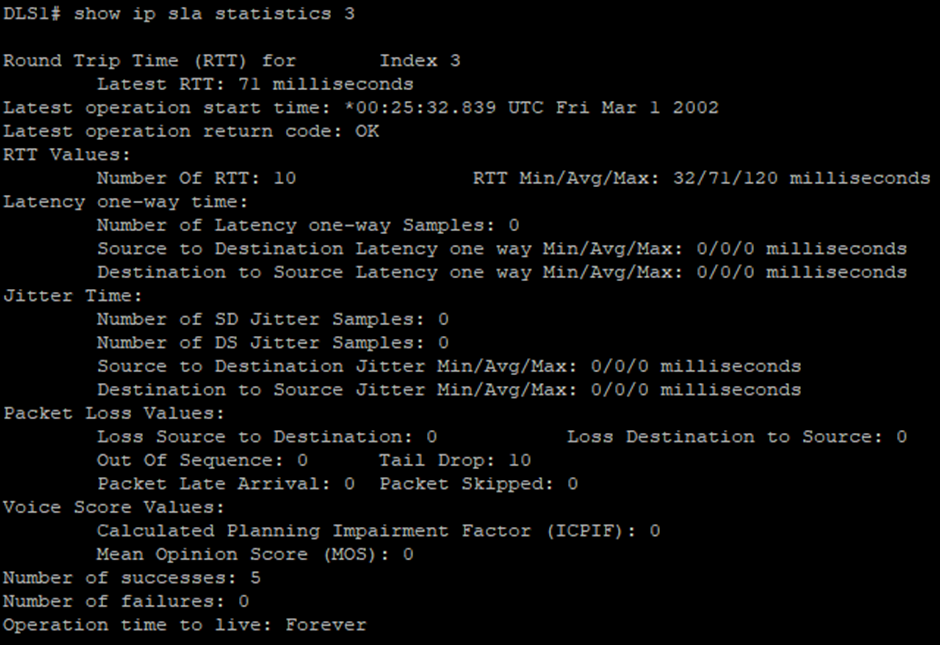 DLS1# show ip sla statistics 3
Round Trip Time (RTT) for       Index 3
        Latest RTT: 71 milliseconds
Latest operation start time: *00:25:32.839 UTC Fri Mar 1 2002
Latest operation return code: OK
RTT Values:
        Number Of RTT: 10               RTT Min/Avg/Max: 32/71/120 milliseconds
Latency one-way time:
        Number of Latency one-way Samples: 0
        Source to Destination Latency one way Min/Avg/Max: 0/0/0 milliseconds
        Destination to Source Latency one way Min/Avg/Max: 0/0/0 milliseconds
Jitter Time:
        Number of SD Jitter Samples: 0
        Number of DS Jitter Samples: 0
        Source to Destination Jitter Min/Avg/Max: 0/0/0 milliseconds
        Destination to Source Jitter Min/Avg/Max: 0/0/0 milliseconds
Packet Loss Values:
        Loss Source to Destination: 0           Loss Destination to Source: 0
        Out Of Sequence: 0      Tail Drop: 10
        Packet Late Arrival: 0  Packet Skipped: 0
Voice Score Values:
        Calculated Planning Impairment Factor (ICPIF): 0
        Mean Opinion Score (MOS): 0
Number of successes: 5
Number of failures: 0
Operation time to live: Forever